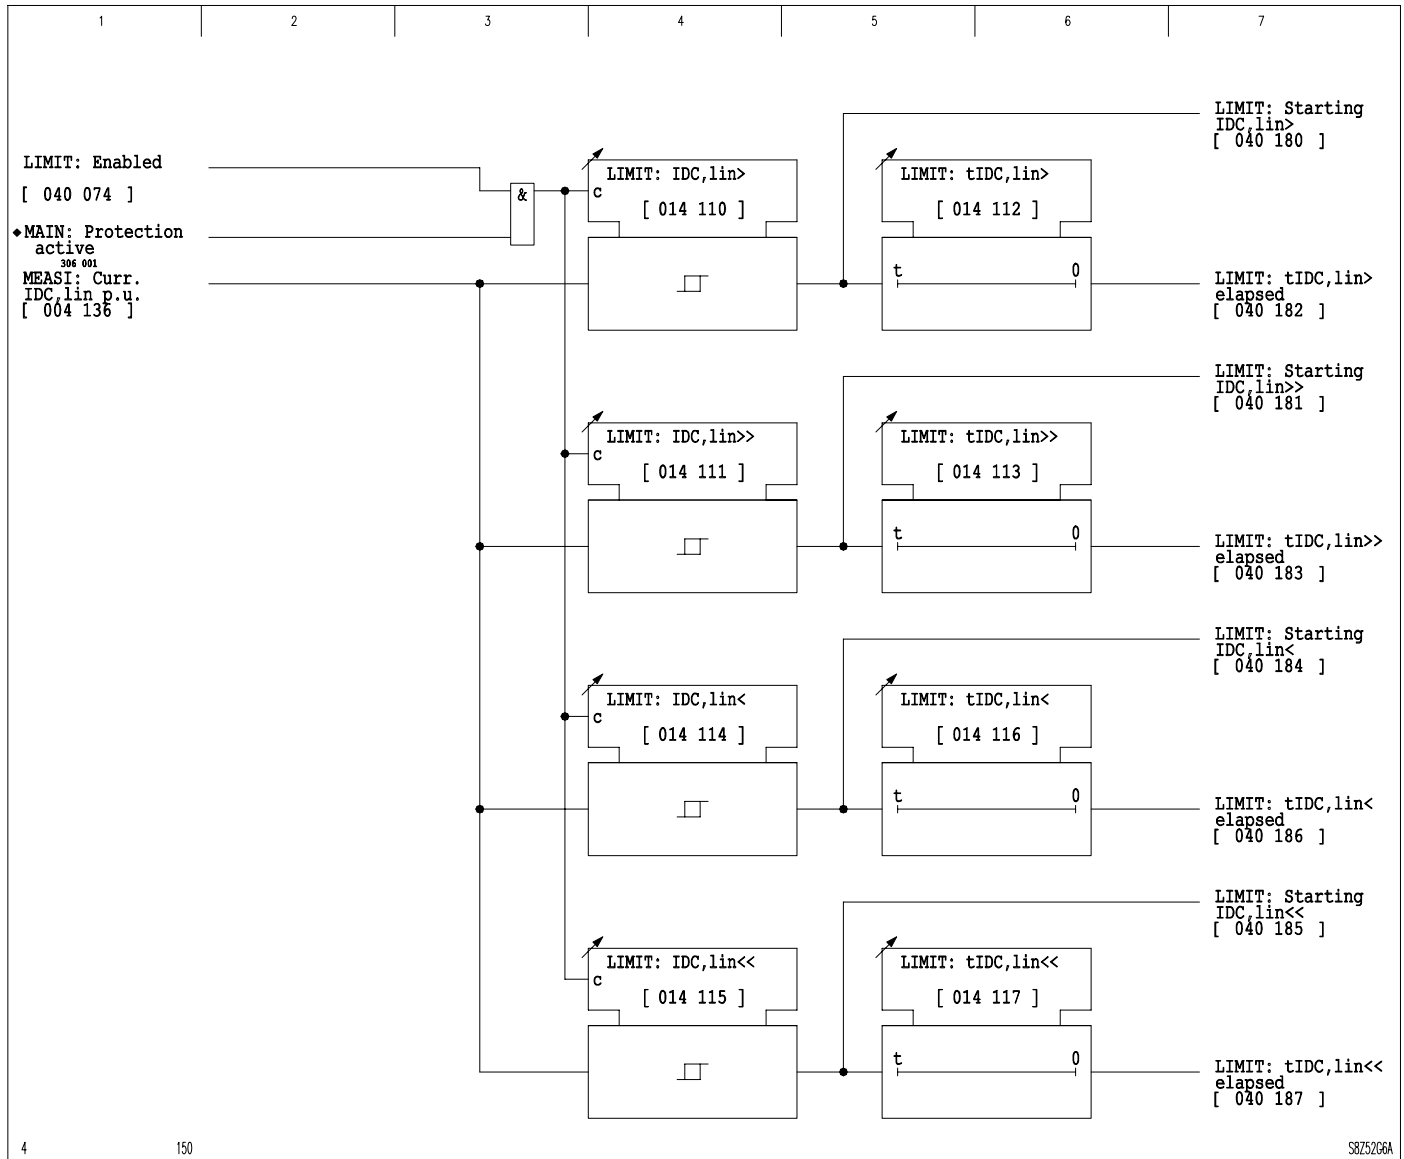 1 2 3 4 5 6 7
LIMIT: Enabled
[ 040 074 ]
◆MAIN: Protection
active
306 001
MEASI: Curr.
IDC,lin p.u.
[ 004 136 ]
&
c
LIMIT: IDC,lin>
[ 014 110 ]
LIMIT: tIDC,lin>
[ 014 112 ]
t 0
LIMIT: Starting
IDC,lin>
[ 040 180 ]
LIMIT: tIDC,lin>
elapsed
[ 040 182 ]
c
LIMIT: IDC,lin>>
[ 014 111 ]
LIMIT: tIDC,lin>>
[ 014 113 ]
t 0
LIMIT: Starting
IDC,lin>>
[ 040 181 ]
LIMIT: tIDC,lin>>
elapsed
[ 040 183 ]
c
LIMIT: IDC,lin<
[ 014 114 ]
LIMIT: tIDC,lin<
[ 014 116 ]
t 0
LIMIT: Starting
IDC,lin<
[ 040 184 ]
LIMIT: tIDC,lin<
elapsed
[ 040 186 ]
c
LIMIT: IDC,lin<<
[ 014 115 ]
LIMIT: tIDC,lin<<
[ 014 117 ]
t 0
LIMIT: Starting
IDC,lin<<
[ 040 185 ]
LIMIT: tIDC,lin<<
elapsed
[ 040 187 ]
4 150 S8Z52G6A